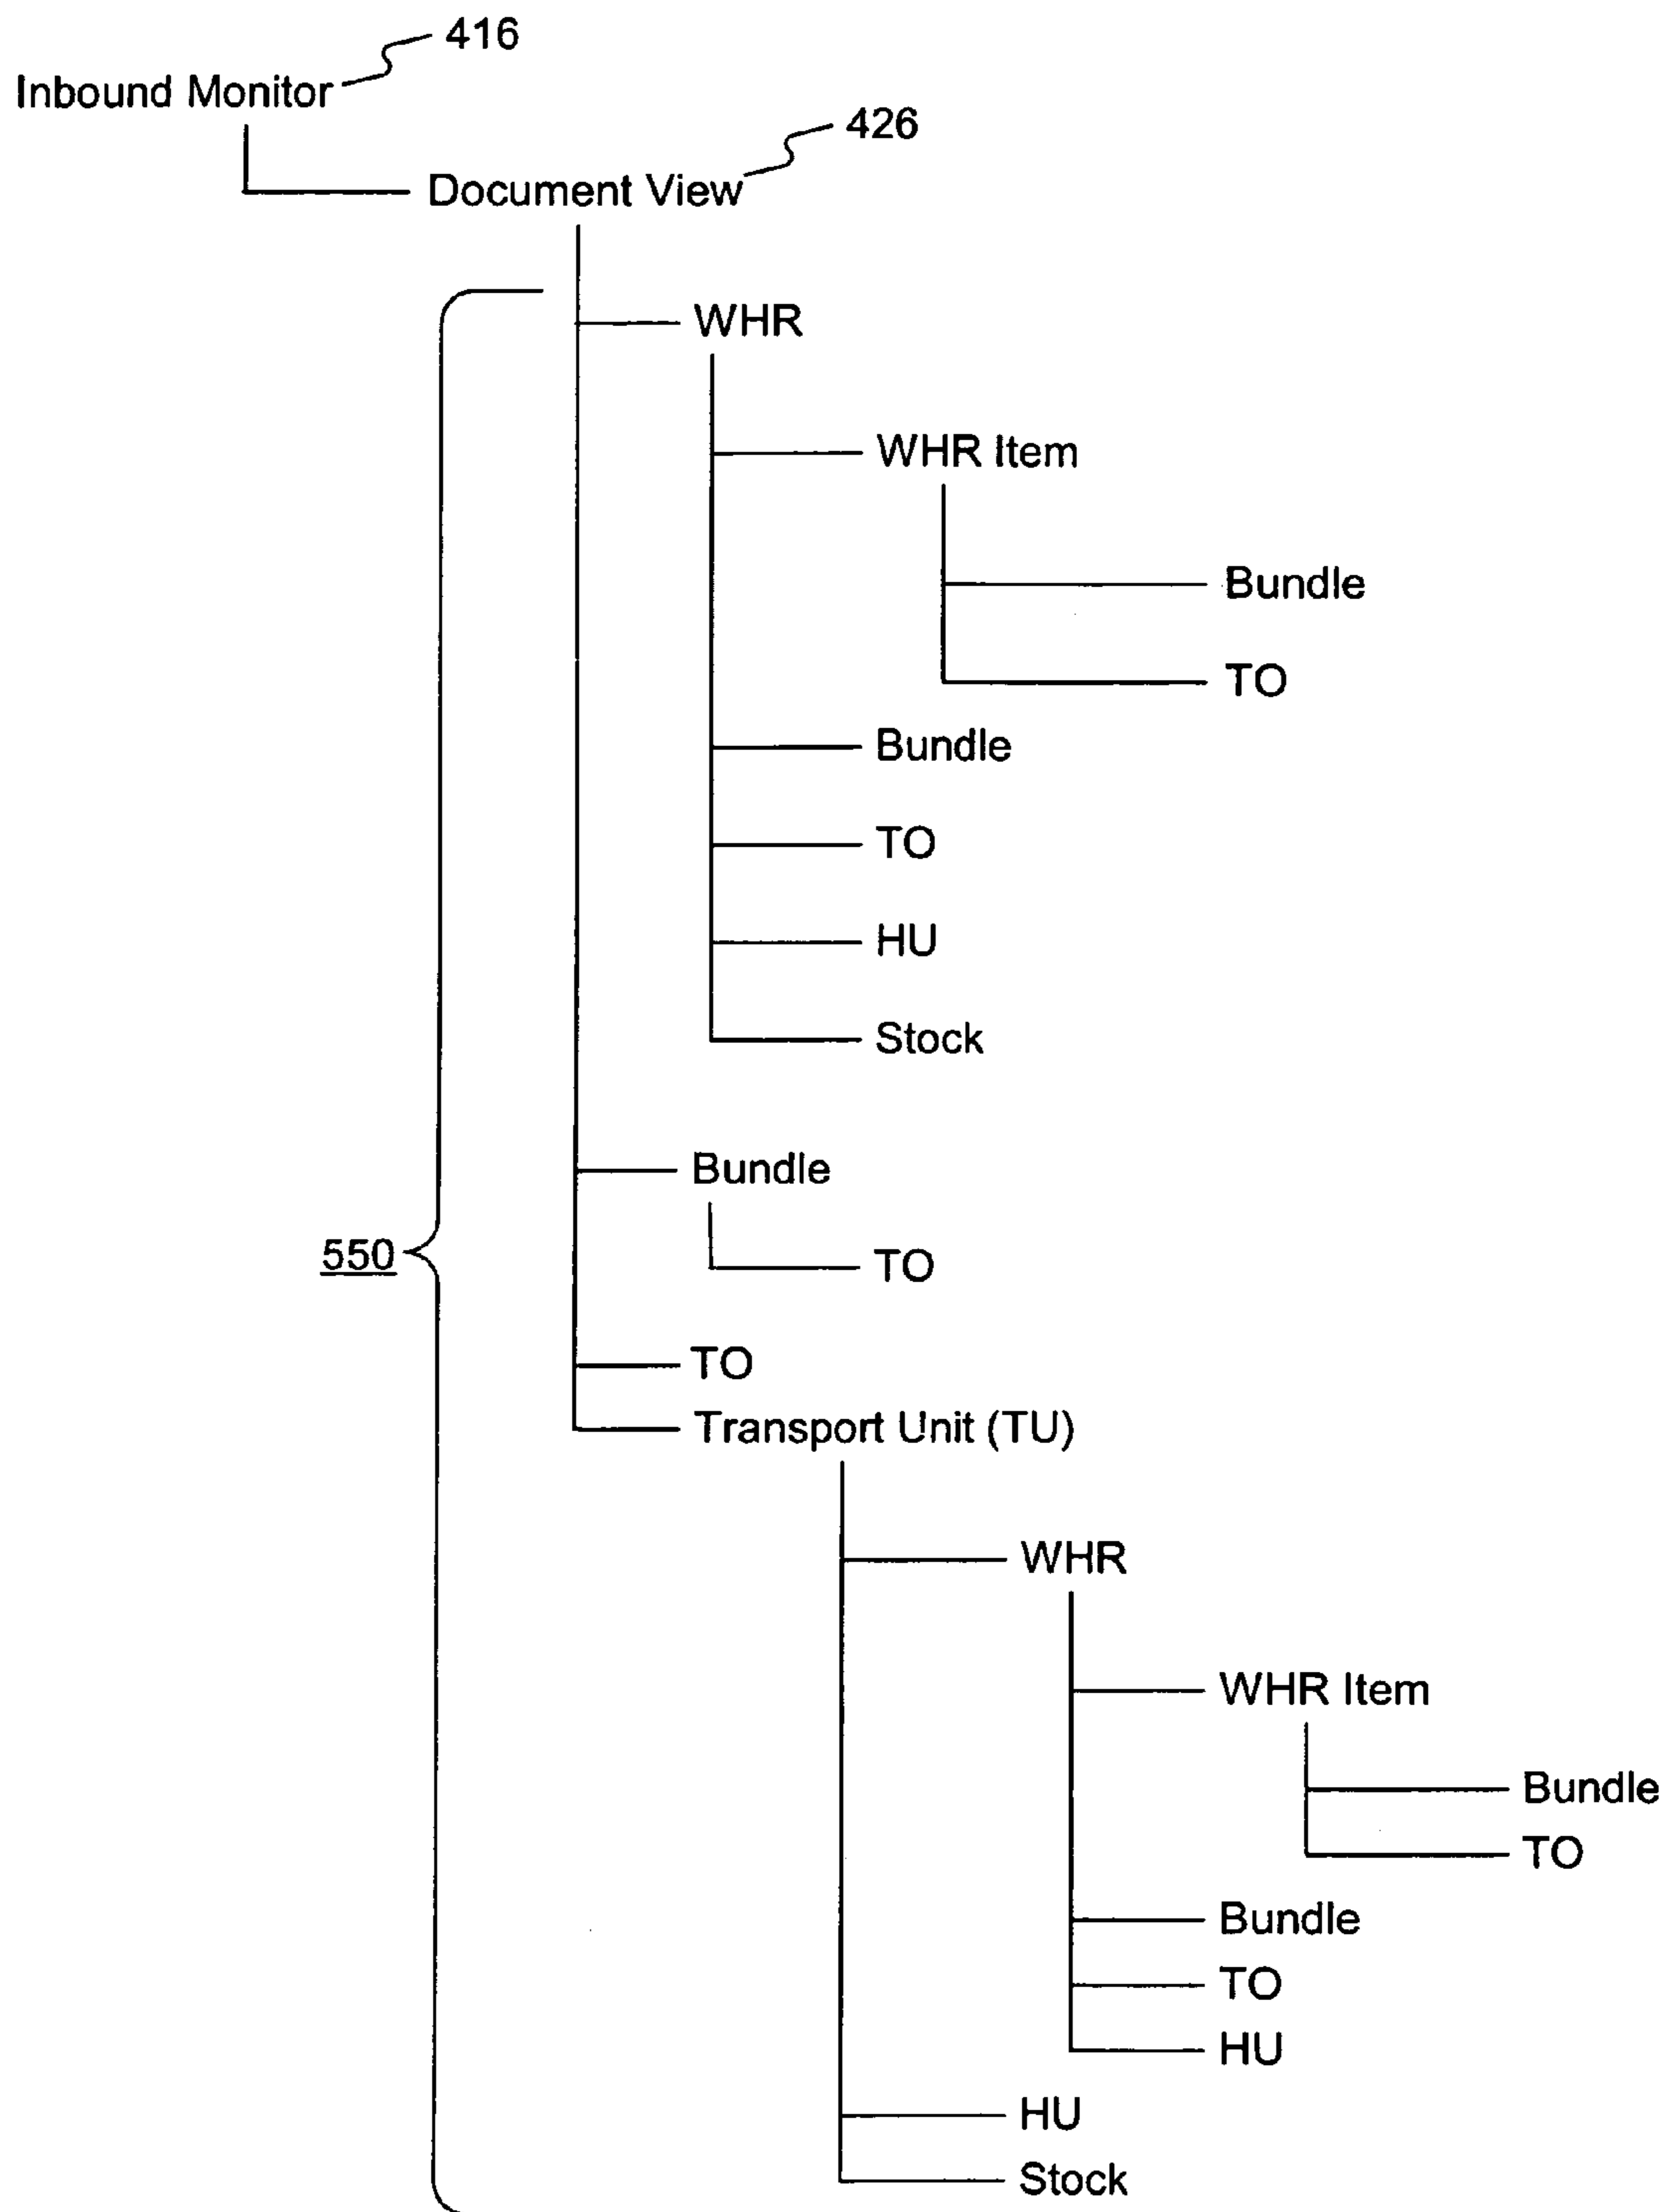 416
Inbound Monitor
426
Document View
WHR
WHR Item
Bundle
TO
Bundle
TO
HU
Stock
Bundle
550
TO
TO
Transport Unit (TU)
WHR
WHR Item
Bundle
TO
Bundle
TO
HU
HU
Stock